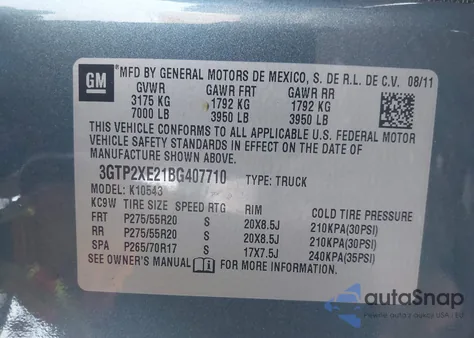 GM *MFD BY GENERAL MOTORS DE MEXICO, S. DE R.L. DE C.V. 08/11
GVWR GAWR FRT GAWR RR
3175 KG 1792 KG 1792 KG
7000 LB 3950 LB 3950 LB
THIS VEHICLE CONFORMS TO ALL APPLICABLE U.S. FEDERAL MOTOR
VEHICLE SAFETY STANDARDS IN EFFECT ON THE DATE OF
MANUFACTURE SHOWN ABOVE.
3GTP2XE21BG407710 TYPE: TRUCK
MODEL: K10543
KC9W TIRE SIZE SPEED RTG RIM COLD TIRE PRESSURE
FRT P275/55R20 S 20X8.5J 210KPA(30PSI)
RR P275/55R20 S 20X8.5J 210KPA(30PSI)
SPA P265/70R17 S 17X7.5J 240KPA(35PSI)
SEE OWNER'S MANUAL FOR MORE INFORMATION
autaSnap